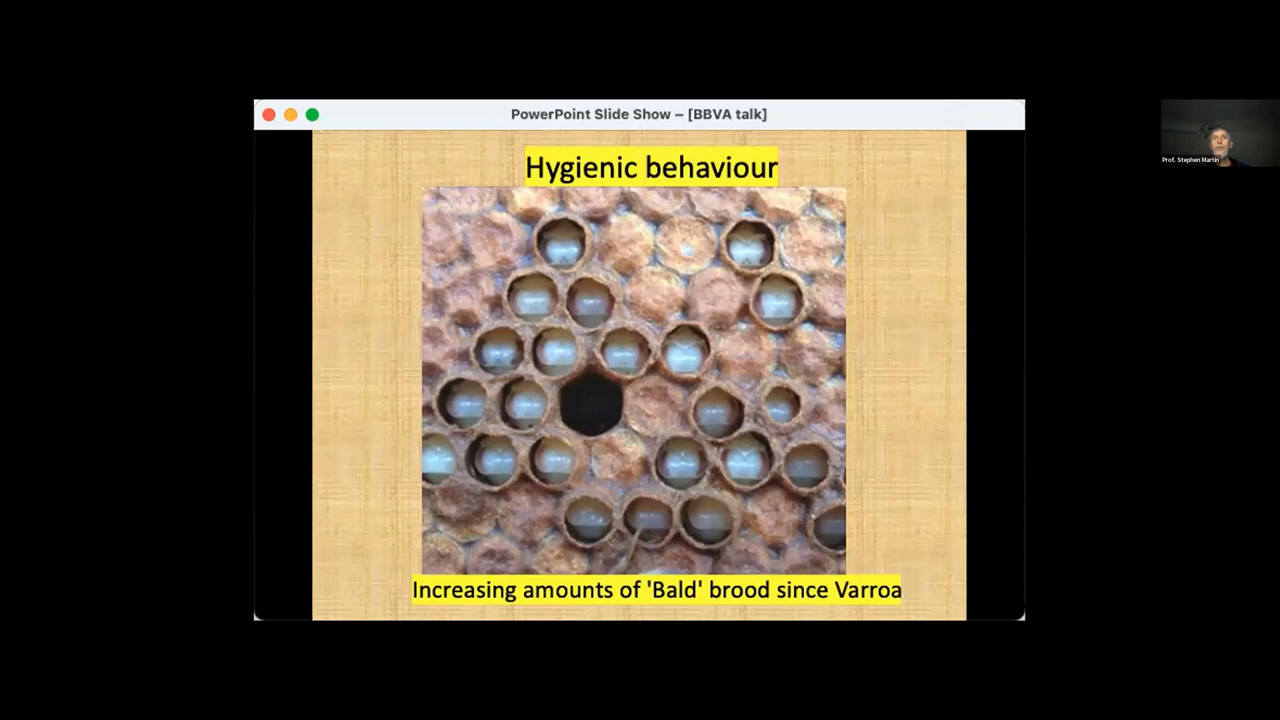 PowerPoint Slide Show – [BBVA talk]
Hygienic behaviour
Prof. Stephen Martin
Increasing amounts of 'Bald' brood since Varroa